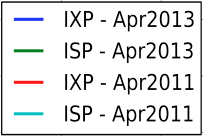 IXP - Apr2013
ISP - Apr2013
IXP - Apr2011
ISP - Apr2011